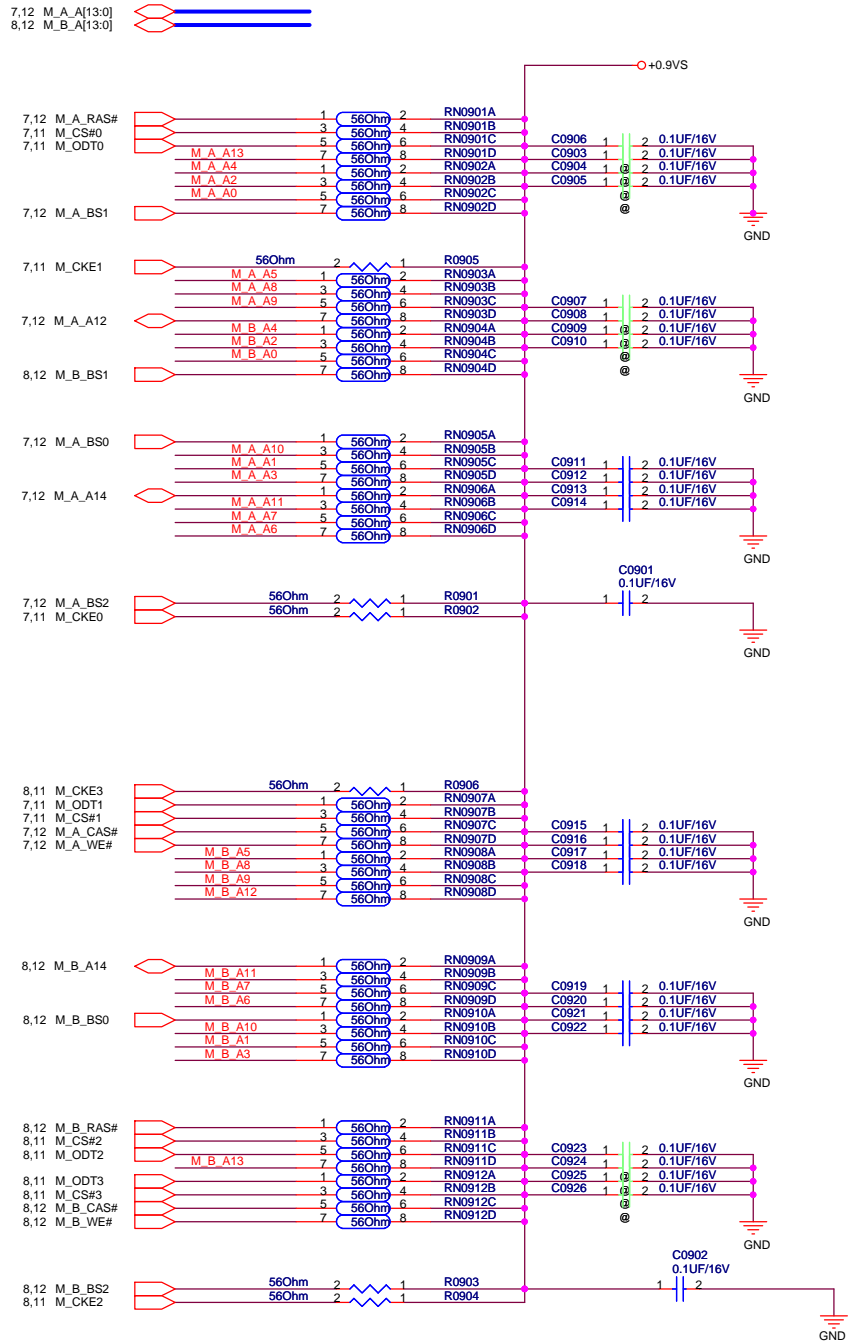 7,12 M_A_A[13:0]
8,12 M_B_A[13:0]
+0.9VS
7,12 M_A_RAS# 1 56Ohm 2 RN0901A
7,11 M_CS#0 3 56Ohm 4 RN0901B
7,11 M_ODT0 5 56Ohm 6 RN0901C C0906 1 2 0.1UF/16V
M_A_A13 7 56Ohm 8 RN0901D C0903 1 2 0.1UF/16V
M_A_A4 1 56Ohm 2 RN0902A C0904 1 @ 2 0.1UF/16V
M_A_A2 3 56Ohm 4 RN0902B C0905 1 @ 2 0.1UF/16V
M_A_A0 5 56Ohm 6 RN0902C @
7,12 M_A_BS1 7 56Ohm 8 RN0902D @
GND
7,11 M_CKE1 56Ohm 2 1 R0905
M_A_A5 1 56Ohm 2 RN0903A
M_A_A8 3 56Ohm 4 RN0903B
M_A_A9 5 56Ohm 6 RN0903C C0907 1 2 0.1UF/16V
7,12 M_A_A12 7 56Ohm 8 RN0903D C0908 1 2 0.1UF/16V
M_B_A4 1 56Ohm 2 RN0904A C0909 1 @ 2 0.1UF/16V
M_B_A2 3 56Ohm 4 RN0904B C0910 1 @ 2 0.1UF/16V
M_B_A0 5 56Ohm 6 RN0904C @
8,12 M_B_BS1 7 56Ohm 8 RN0904D @
GND
7,12 M_A_BS0 1 56Ohm 2 RN0905A
M_A_A10 3 56Ohm 4 RN0905B
M_A_A1 5 56Ohm 6 RN0905C C0911 1 2 0.1UF/16V
M_A_A3 7 56Ohm 8 RN0905D C0912 1 2 0.1UF/16V
7,12 M_A_A14 1 56Ohm 2 RN0906A C0913 1 2 0.1UF/16V
M_A_A11 3 56Ohm 4 RN0906B C0914 1 2 0.1UF/16V
M_A_A7 5 56Ohm 6 RN0906C
M_A_A6 7 56Ohm 8 RN0906D
GND
C0901
0.1UF/16V
7,12 M_A_BS2 56Ohm 2 1 R0901 1 2
7,11 M_CKE0 56Ohm 2 1 R0902
GND
8,11 M_CKE3 56Ohm 2 1 R0906
7,11 M_ODT1 1 56Ohm 2 RN0907A
7,11 M_CS#1 3 56Ohm 4 RN0907B
7,12 M_A_CAS# 5 56Ohm 6 RN0907C C0915 1 2 0.1UF/16V
7,12 M_A_WE# 7 56Ohm 8 RN0907D C0916 1 2 0.1UF/16V
M_B_A5 1 56Ohm 2 RN0908A C0917 1 2 0.1UF/16V
M_B_A8 3 56Ohm 4 RN0908B C0918 1 2 0.1UF/16V
M_B_A9 5 56Ohm 6 RN0908C
M_B_A12 7 56Ohm 8 RN0908D
GND
8,12 M_B_A14 1 56Ohm 2 RN0909A
M_B_A11 3 56Ohm 4 RN0909B
M_B_A7 5 56Ohm 6 RN0909C C0919 1 2 0.1UF/16V
M_B_A6 7 56Ohm 8 RN0909D C0920 1 2 0.1UF/16V
8,12 M_B_BS0 1 56Ohm 2 RN0910A C0921 1 2 0.1UF/16V
M_B_A10 3 56Ohm 4 RN0910B C0922 1 2 0.1UF/16V
M_B_A1 5 56Ohm 6 RN0910C
M_B_A3 7 56Ohm 8 RN0910D
GND
8,12 M_B_RAS# 1 56Ohm 2 RN0911A
8,11 M_CS#2 3 56Ohm 4 RN0911B
8,11 M_ODT2 5 56Ohm 6 RN0911C C0923 1 2 0.1UF/16V
M_B_A13 7 56Ohm 8 RN0911D C0924 1 2 0.1UF/16V
8,11 M_ODT3 1 56Ohm 2 RN0912A C0925 1 @ 2 0.1UF/16V
8,11 M_CS#3 3 56Ohm 4 RN0912B C0926 1 @ 2 0.1UF/16V
8,12 M_B_CAS# 5 56Ohm 6 RN0912C @
8,12 M_B_WE# 7 56Ohm 8 RN0912D @
GND
C0902
0.1UF/16V
8,12 M_B_BS2 56Ohm 2 1 R0903 1 2
8,11 M_CKE2 56Ohm 2 1 R0904
GND